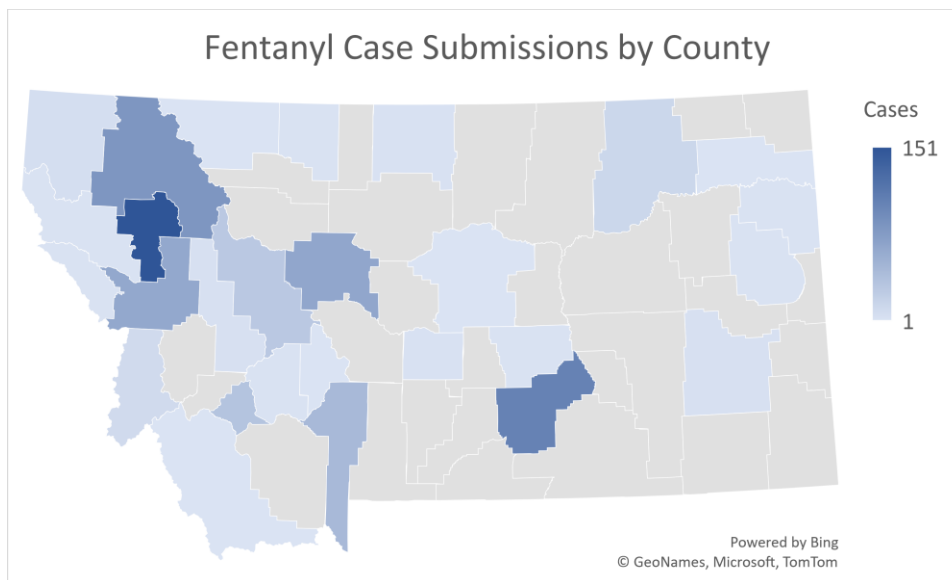 Fentanyl Case Submissions by County
Cases
151
1
Powered by Bing
© GeoNames, Microsoft, TomTom